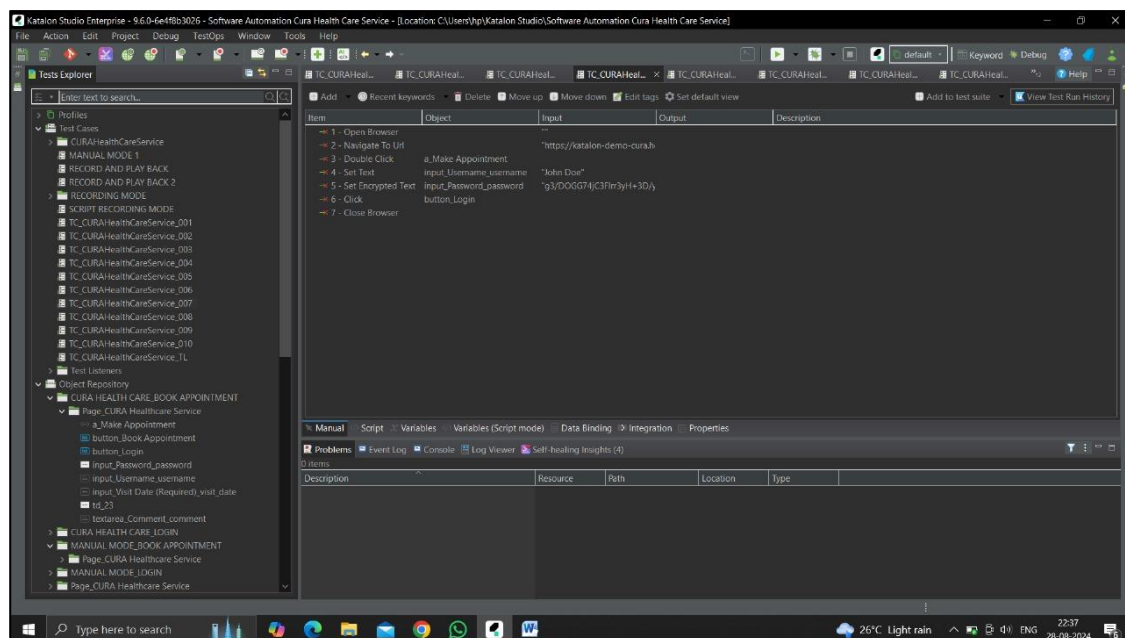 Katalon Studio Enterprise - 9.6.0-6e4f8b3026 - Software Automation Cura Health Care Service - [Location: C:\Users\hp\Katalon Studio\Software Automation Cura Health Care Service]
File Action Edit Project Debug TestOps Window Tools Help
default Keyword Debug
Tests Explorer
TC_CURAHeal... TC_CURAHeal... TC_CURAHeal... TC_CURAHeal... TC_CURAHeal... TC_CURAHeal... TC_CURAHeal... TC_CURAHeal... Help
Enter text to search...
Add Recent keywords Delete Move up Move down Edit tags Set default view Add to test suite View Test Run History
Item Object Input Output Description
1 - Open Browser ""
2 - Navigate To Url "https://katalon-demo-cura.h
3 - Double Click a_Make Appointment
4 - Set Text input_Username_username "John Doe"
5 - Set Encrypted Text input_Password_password "g3/DOGG74jC3Flrr3yH+3D/
6 - Click button_Login
7 - Close Browser
Profiles
Test Cases
CURAHealthCareService
MANUAL MODE 1
RECORD AND PLAY BACK
RECORD AND PLAY BACK 2
RECORDING MODE
SCRIPT RECORDING MODE
TC_CURAHealthCareService_001
TC_CURAHealthCareService_002
TC_CURAHealthCareService_003
TC_CURAHealthCareService_004
TC_CURAHealthCareService_005
TC_CURAHealthCareService_006
TC_CURAHealthCareService_007
TC_CURAHealthCareService_008
TC_CURAHealthCareService_009
TC_CURAHealthCareService_010
TC_CURAHealthCareService_TL
Test Listeners
Object Repository
CURA HEALTH CARE_BOOK APPOINTMENT
Page_CURA Healthcare Service
a_Make Appointment
button_Book Appointment
button_Login
input_Password_password
input_Username_username
input_Visit Date (Required)_visit_date
td_23
textarea_Comment_comment
CURA HEALTH CARE_LOGIN
MANUAL MODE_BOOK APPOINTMENT
Page_CURA Healthcare Service
MANUAL MODE_LOGIN
Page_CURA Healthcare Service
Manual Script Variables Variables (Script mode) Data Binding Integration Properties
Problems Event Log Console Log Viewer Self-healing Insights (4)
0 items
Description Resource Path Location Type
Type here to search
26°C Light rain ENG
22:37
28-08-2024